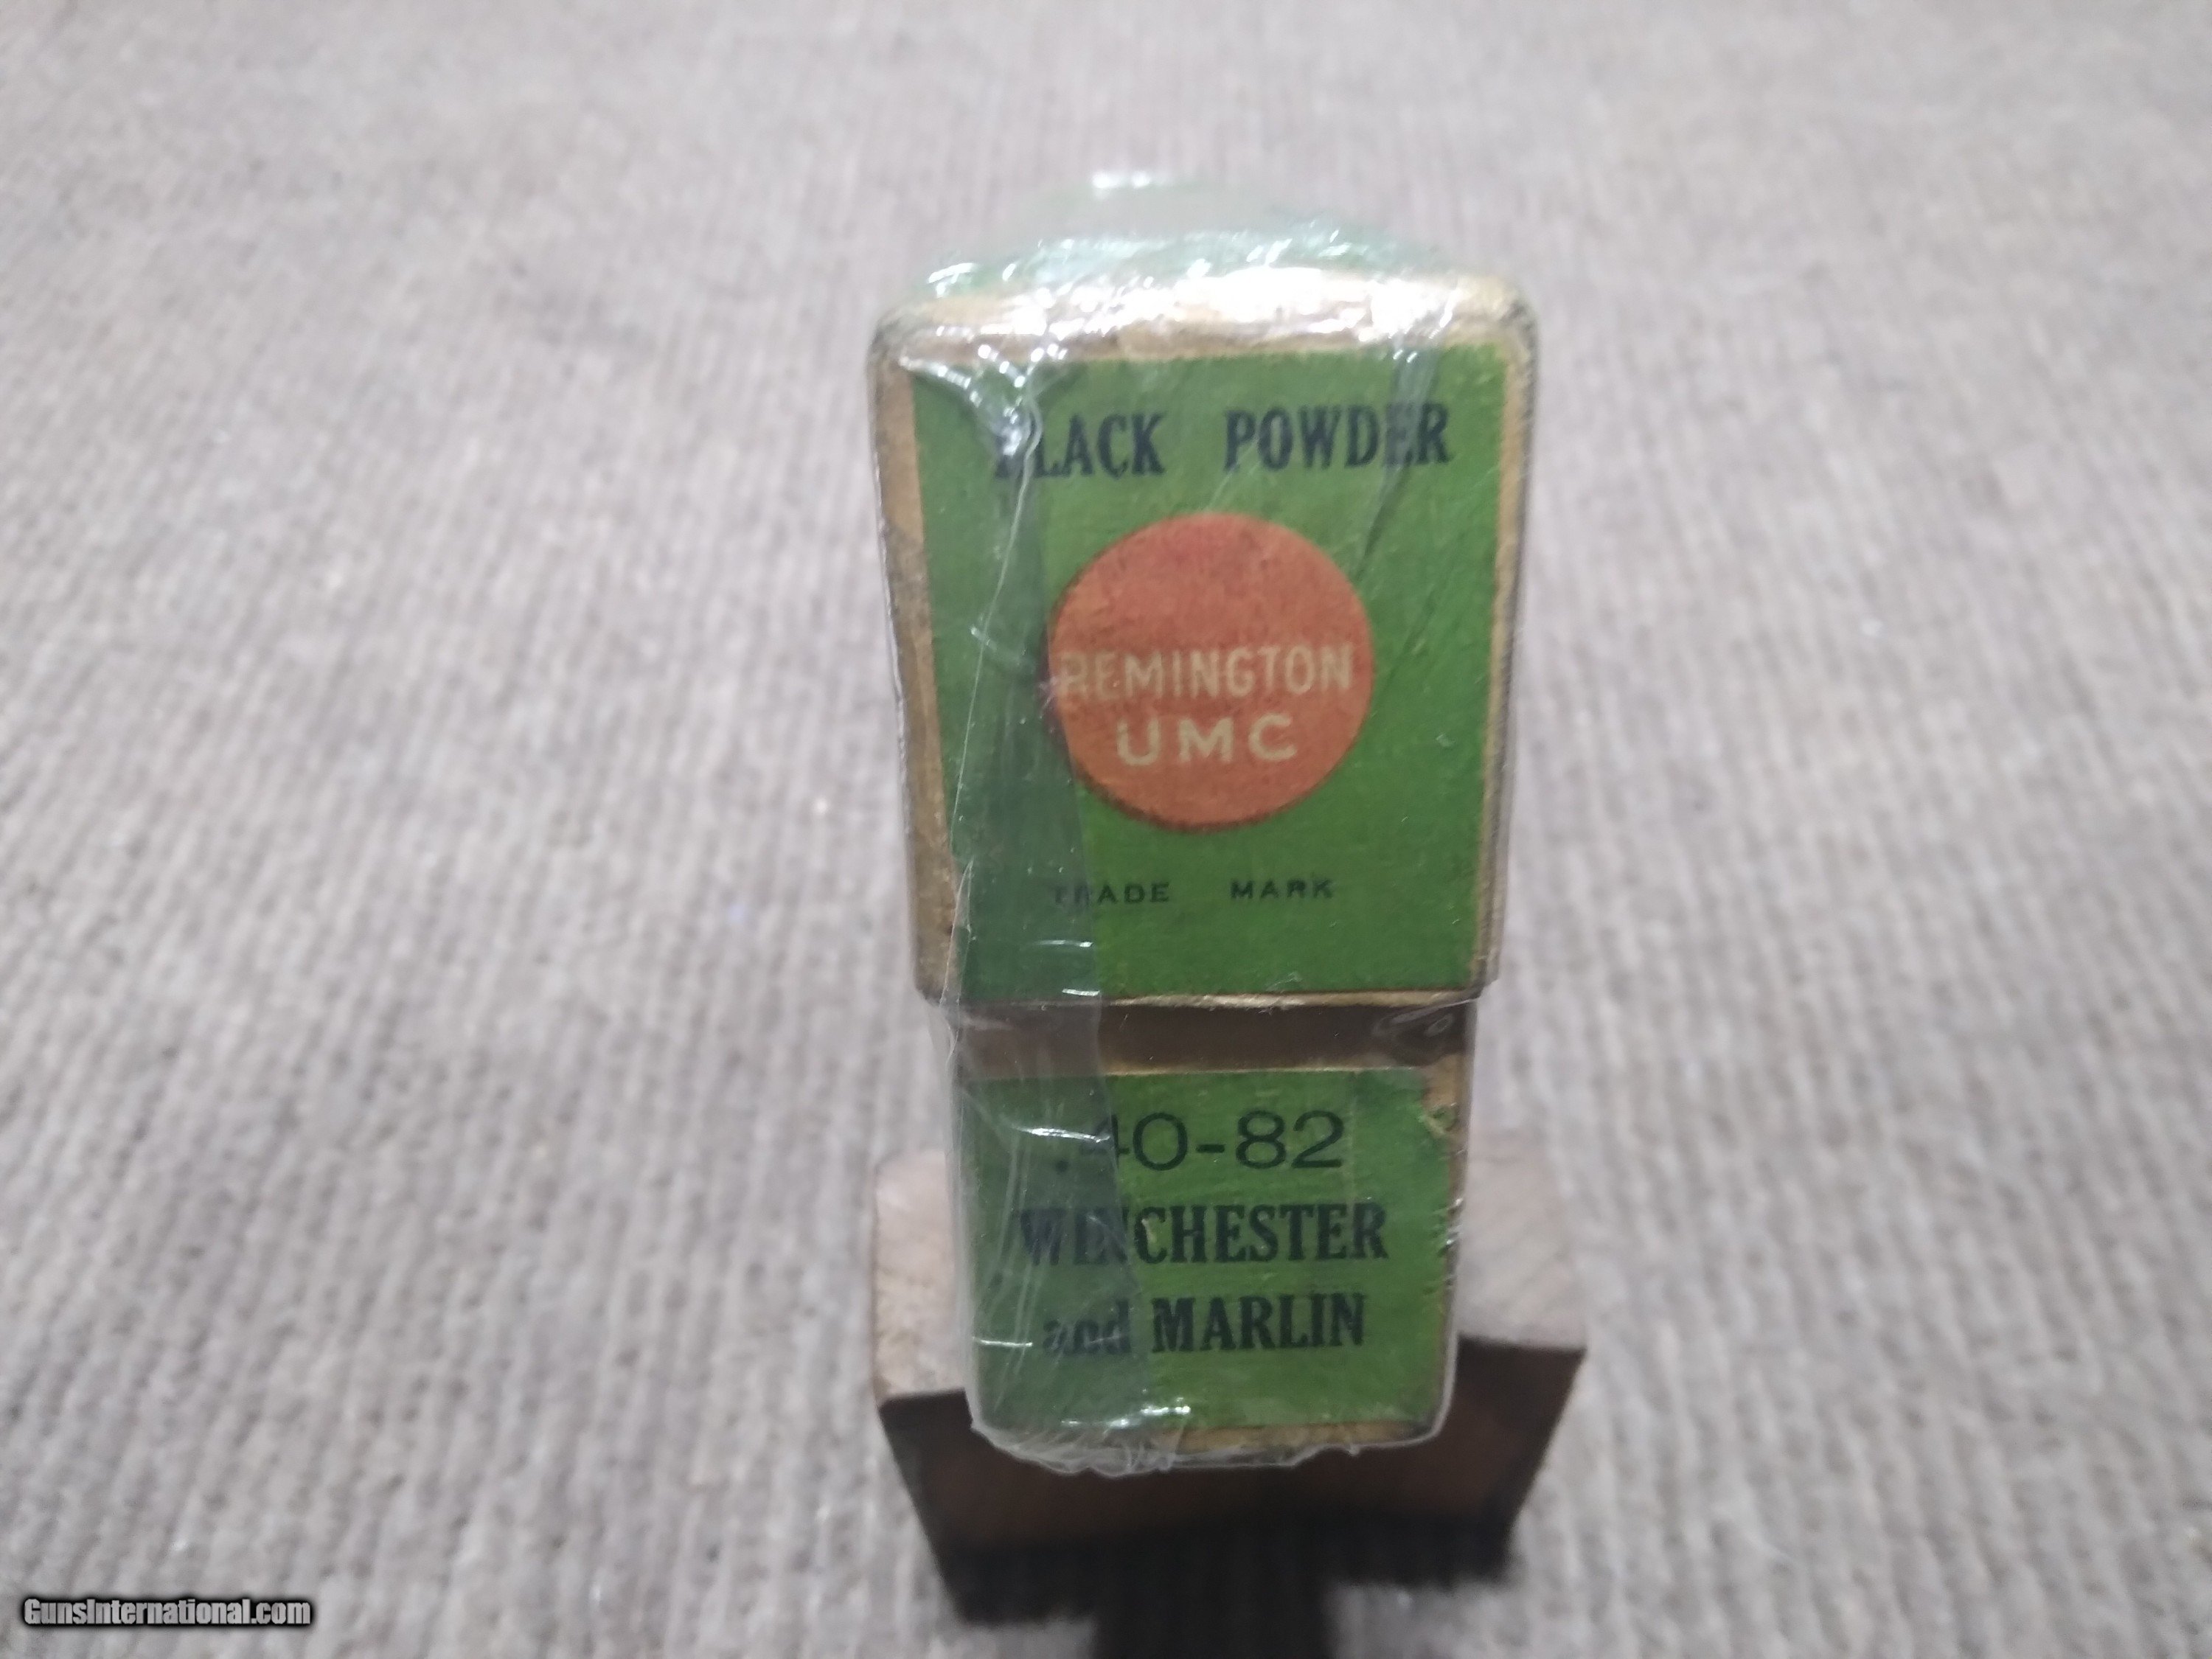 BLACK POWDER
REMINGTON
UMC
TRADE MARK
.40-82
WINCHESTER
and MARLIN
GunsInternational.com